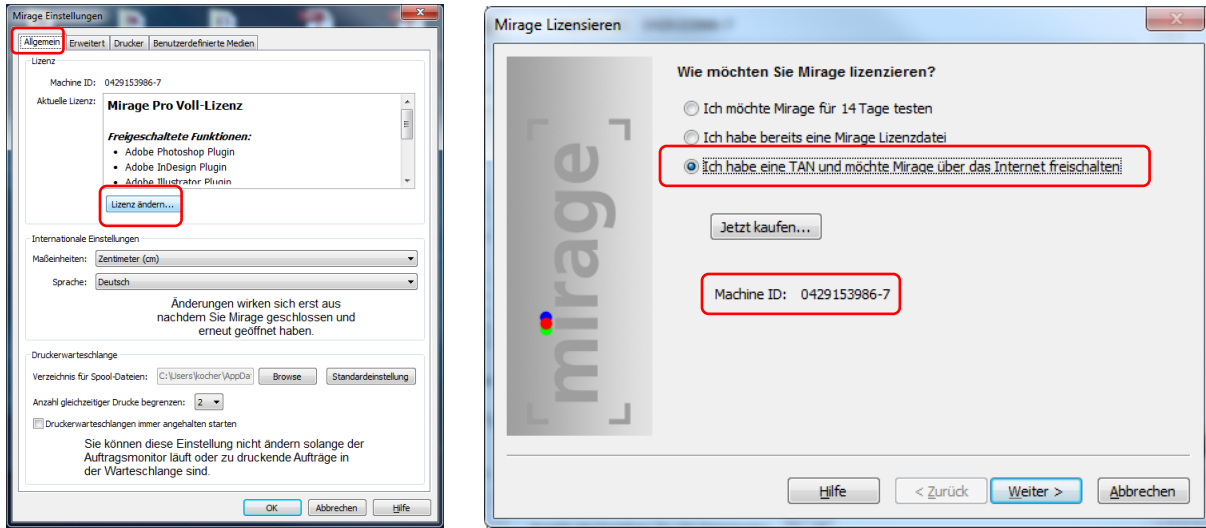 Mirage Einstellungen
Allgemein Erweitert Drucker Benutzerdefinierte Medien
Lizenz
Machine ID: 0429153986-7
Aktuelle Lizenz:
Mirage Pro Voll-Lizenz
Freigeschaltete Funktionen:
• Adobe Photoshop Plugin
• Adobe InDesign Plugin
• Adobe Illustrator Plugin
Lizenz ändern...
Internationale Einstellungen
Maßeinheiten: Zentimeter (cm)
Sprache: Deutsch
Änderungen wirken sich erst aus
nachdem Sie Mirage geschlossen und
erneut geöffnet haben.
Druckerwarteschlange
Verzeichnis für Spool-Dateien: C:\Users\kocher\AppDa Browse Standardeinstellung
Anzahl gleichzeitiger Drucke begrenzen: 2
Druckerwarteschlangen immer angehalten starten
Sie können diese Einstellung nicht ändern solange der
Auftragsmonitor läuft oder zu druckende Aufträge in
der Warteschlange sind.
OK Abbrechen Hilfe
Mirage Lizensieren
[mirage]
Wie möchten Sie Mirage lizenzieren?
Ich möchte Mirage für 14 Tage testen
Ich habe bereits eine Mirage Lizenzdatei
Ich habe eine TAN und möchte Mirage über das Internet freischalten
Jetzt kaufen...
Machine ID: 0429153986-7
Hilfe < Zurück Weiter > Abbrechen